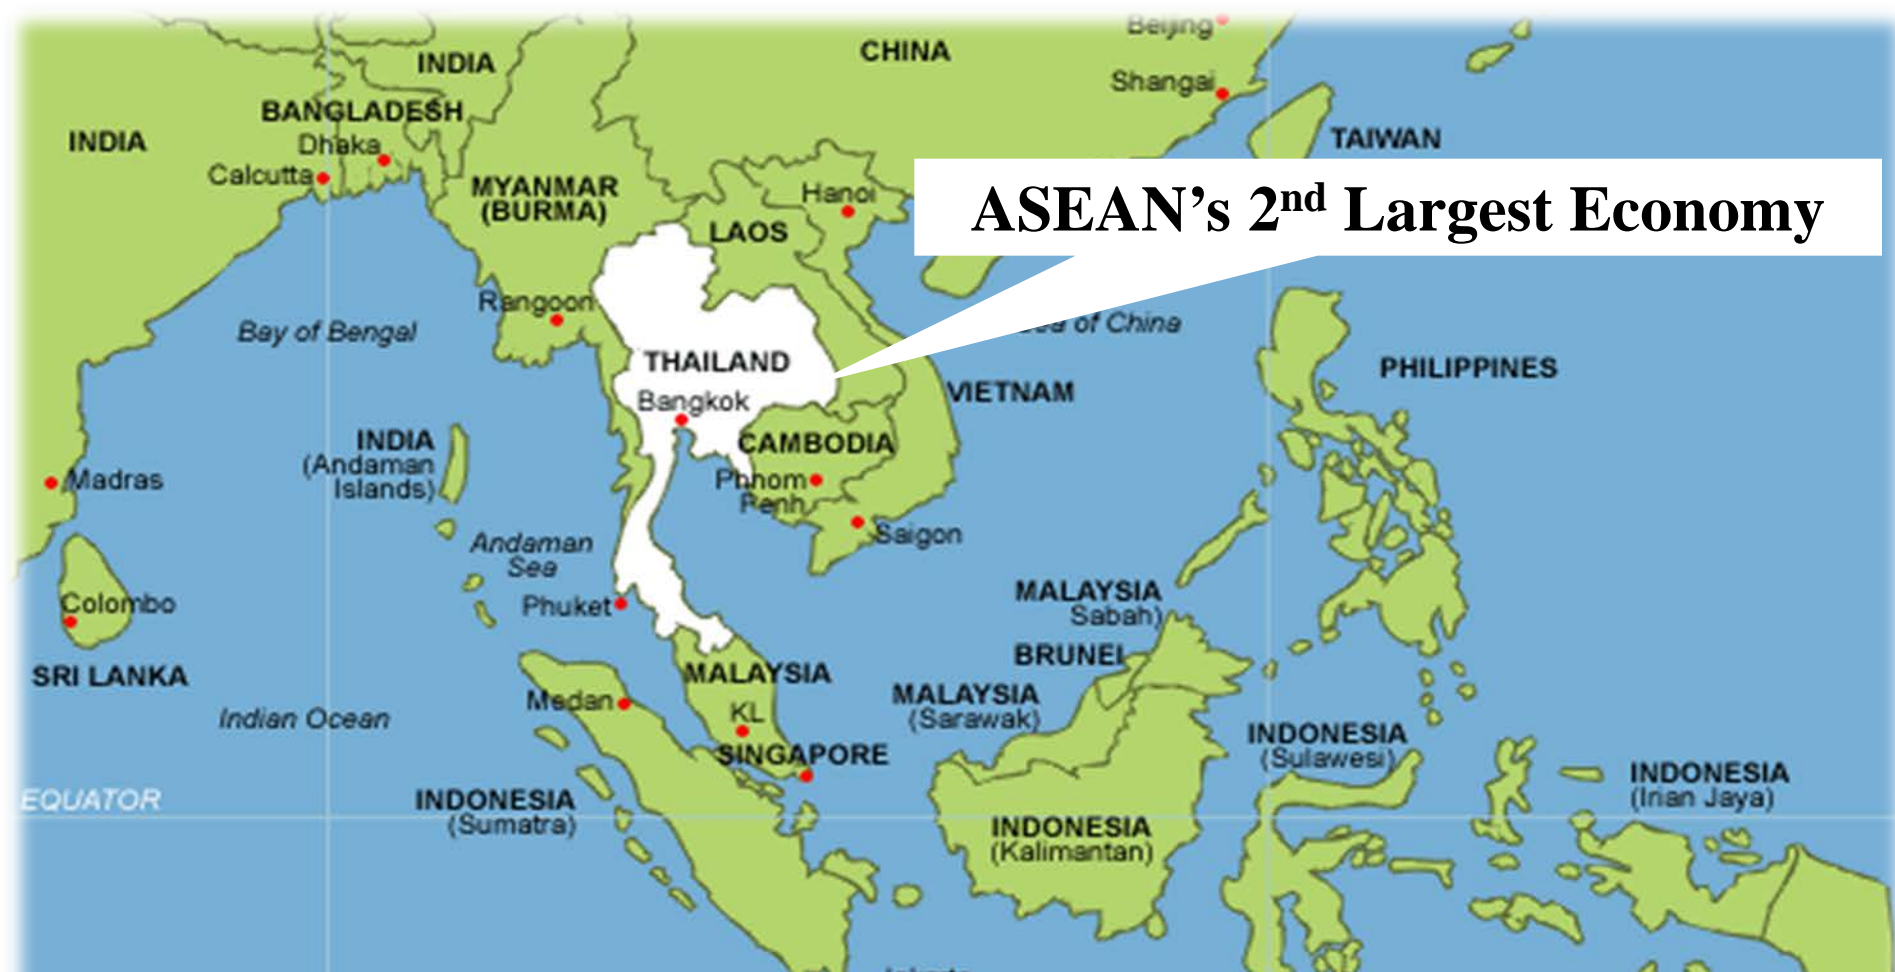 Beijing
CHINA
INDIA
Shangai
BANGLADESH
INDIA
TAIWAN
Dhaka
Calcutta
MYANMAR
(BURMA)
Hanoi
ASEAN’s 2nd Largest Economy
LAOS
Rangoon
Bay of Bengal
of China
THAILAND
PHILIPPINES
VIETNAM
Bangkok
INDIA
(Andaman
Islands)
CAMBODIA
Madras
Phnom
Penh
Saigon
Andaman
Sea
MALAYSIA
Sabah)
Colombo
Phuket
BRUNEI
SRI LANKA
MALAYSIA
MALAYSIA
(Sarawak)
Medan
KL
Indian Ocean
INDONESIA
(Sulawesi)
SINGAPORE
INDONESIA
(Irian Jaya)
EQUATOR
INDONESIA
(Sumatra)
INDONESIA
(Kalimantan)